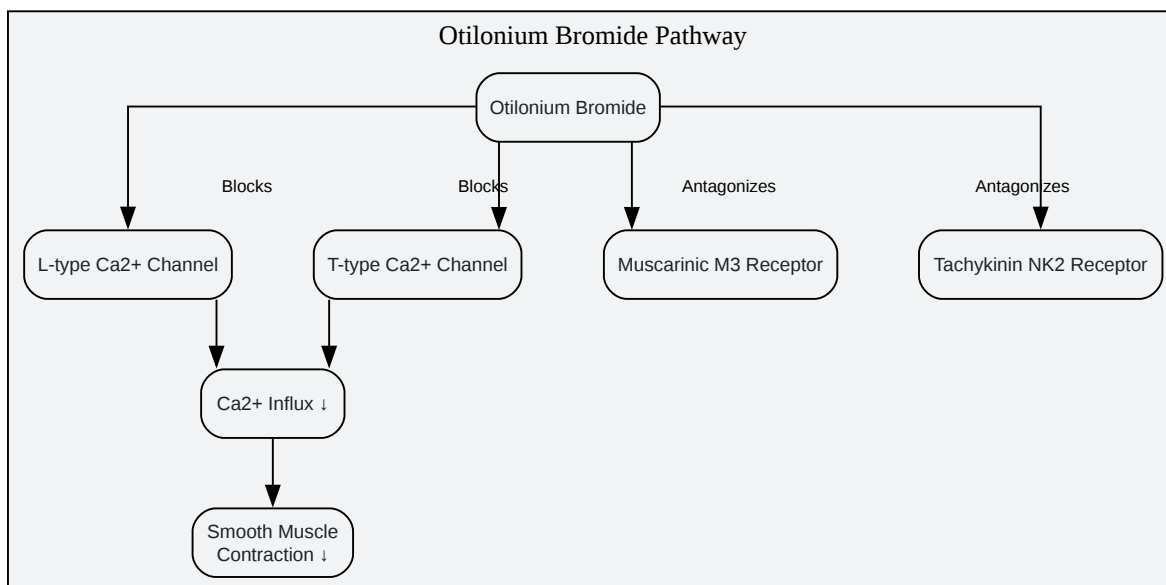 Otilonium Bromide Pathway
Otilonium Bromide
Blocks
Blocks
Antagonizes
Antagonizes
L-type Ca2+ Channel
T-type Ca2+ Channel
Muscarinic M3 Receptor
Tachykinin NK2 Receptor
Ca2+ Influx ↓
Smooth Muscle
Contraction ↓